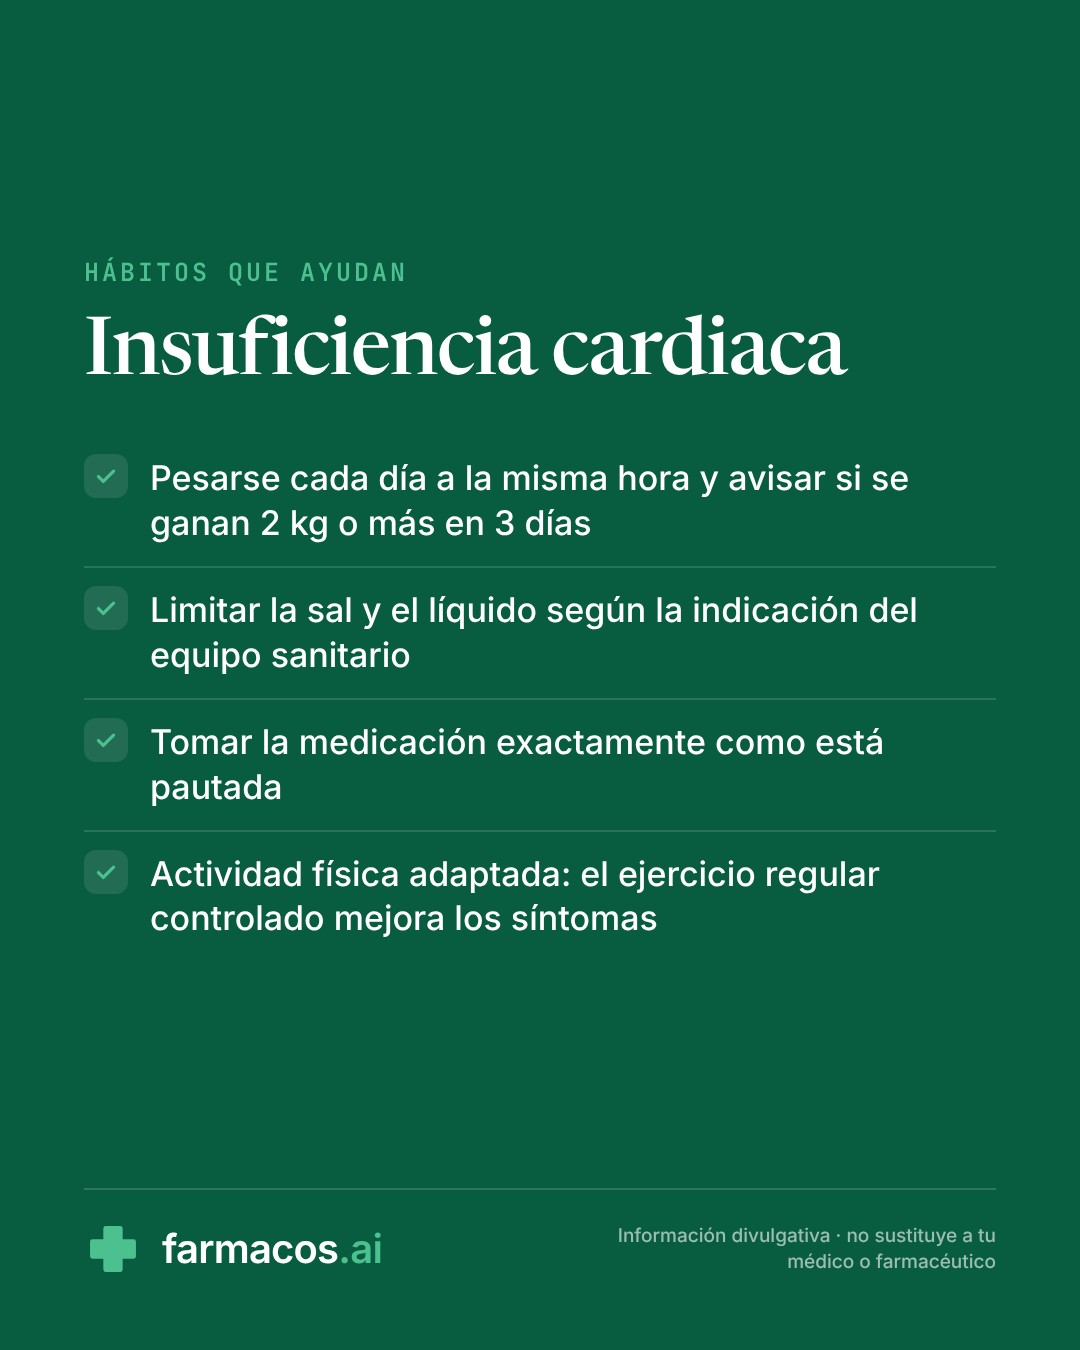 HÁBITOS QUE AYUDAN
Insuficiencia cardiaca
Pesarse cada día a la misma hora y avisar si se
ganan 2 kg o más en 3 días
Limitar la sal y el líquido según la indicación del
equipo sanitario
Tomar la medicación exactamente como está
pautada
Actividad física adaptada: el ejercicio regular
controlado mejora los síntomas
farmacos.ai
Información divulgativa · no sustituye a tu
médico o farmacéutico